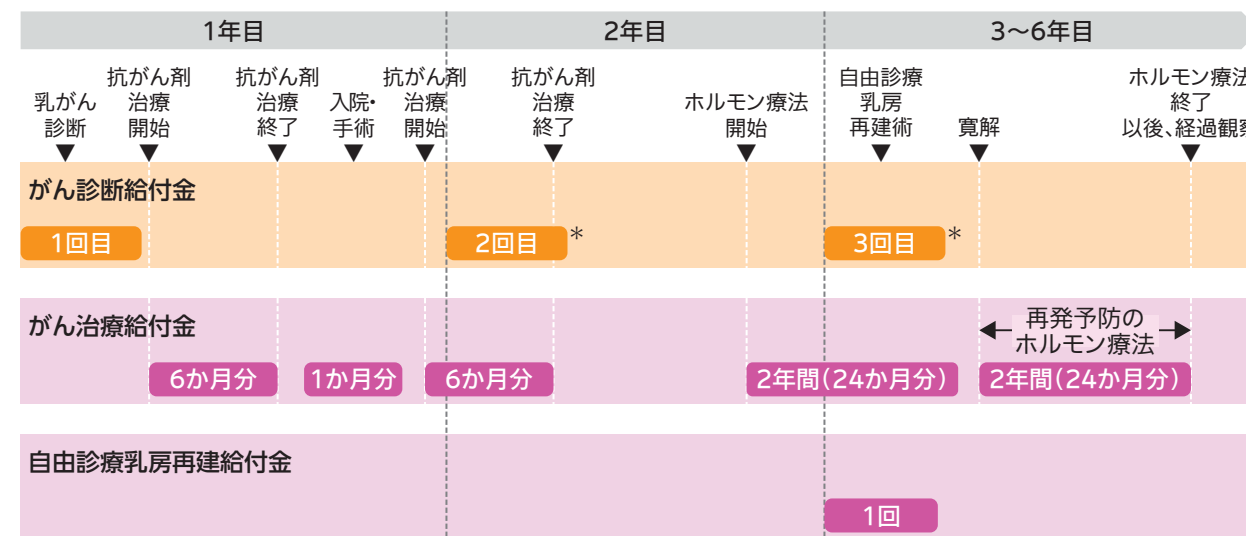 1年目 2年目 3〜6年目
乳がん
診断
抗がん剤
治療
開始
抗がん剤
治療
終了
入院・
手術
抗がん剤
治療
開始
抗がん剤
治療
終了
ホルモン療法
開始
自由診療
乳房
再建術
寛解
ホルモン療法
終了
以後、経過観察
がん診断給付金
1回目 2回目 * 3回目 *
がん治療給付金
再発予防の
ホルモン療法
6か月分 1か月分 6か月分 2年間(24か月分) 2年間(24か月分)
自由診療乳房再建給付金
1回